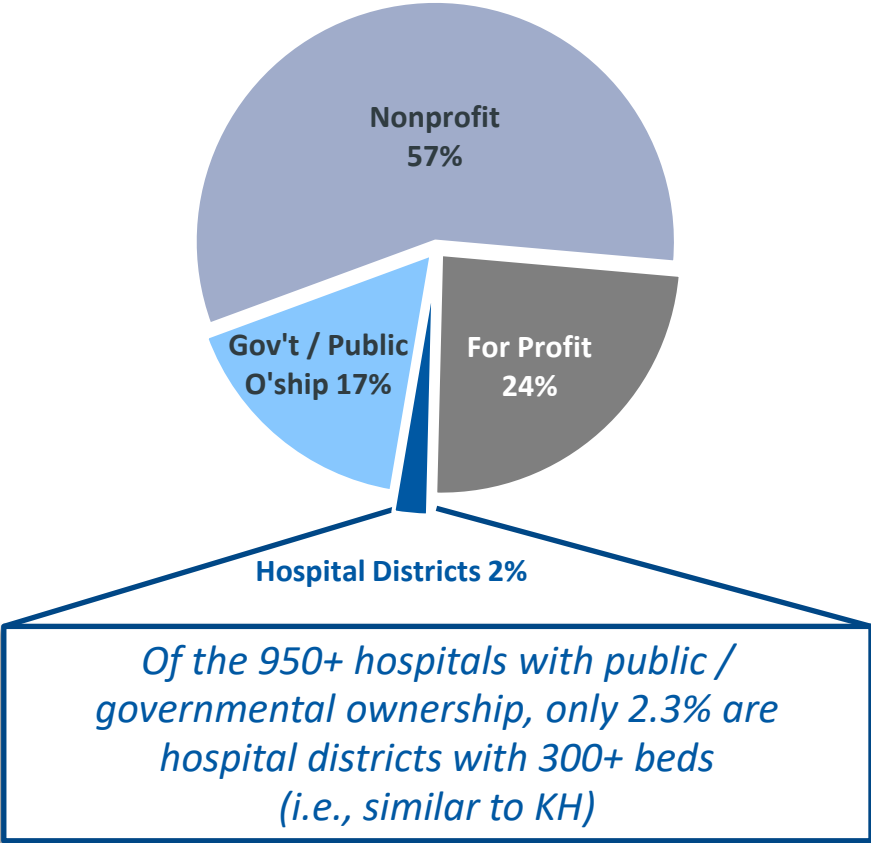 Nonprofit
57%
Gov't / Public
O'ship 17%
For Profit
24%
Hospital Districts 2%
Of the 950+ hospitals with public /
governmental ownership, only 2.3% are
hospital districts with 300+ beds
(i.e., similar to KH)